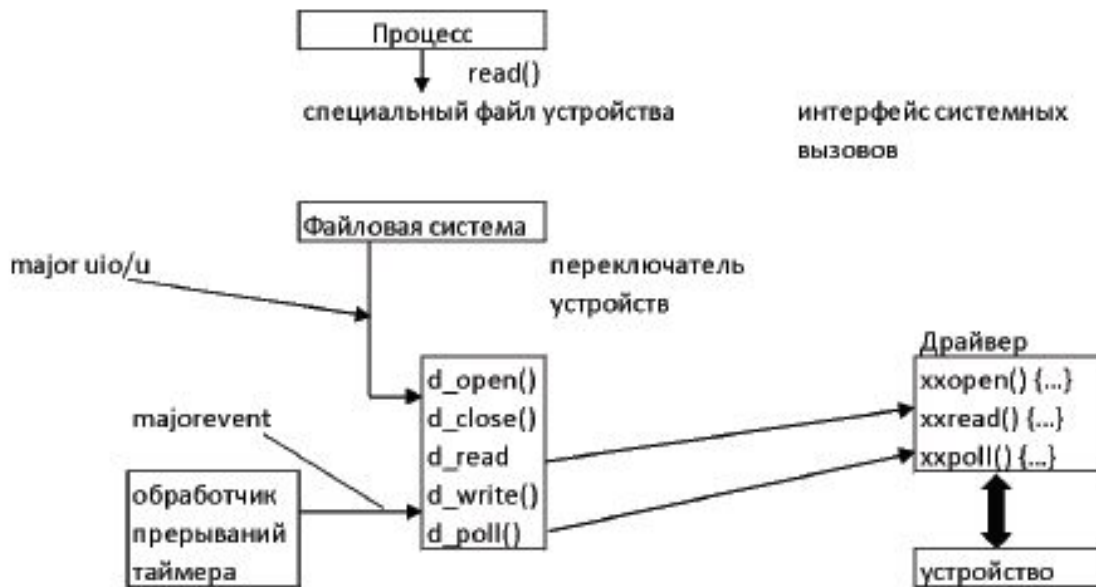 Процесс
read()
специальный файл устройства
интерфейс системных
вызовов
Файловая система
major uio/u
переключатель
устройств
Драйвер
d_open()
d_close()
d_read
d_write()
d_poll()
xxopen() {...}
xxread() {...}
xxpoll() {...}
majorevent
обработчик
прерываний
таймера
устройство